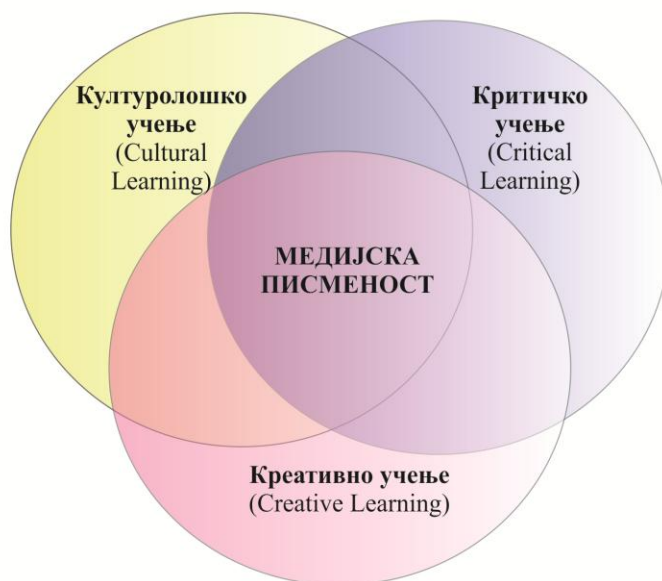 Културолошко
учење
(Cultural
Learning)
Критичко
учење
(Critical
Learning)
МЕДИЈСКА
ПИСМЕНОСТ
Креативно учење
(Creative Learning)